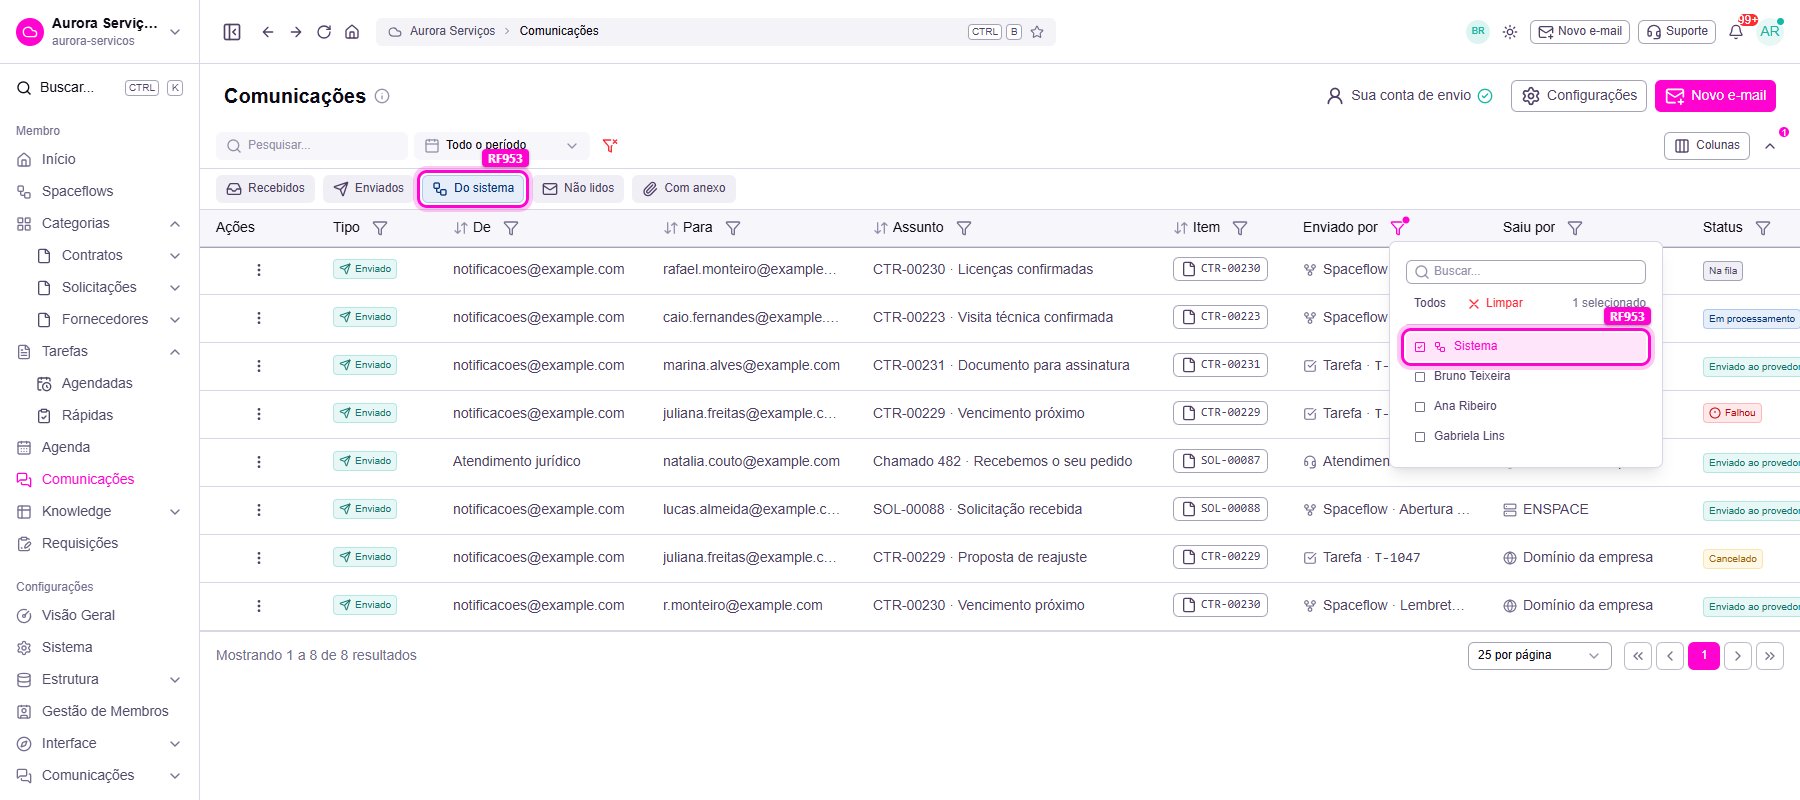 Aurora Serviç...
aurora-servicos
Aurora Serviços > Comunicações
CTRL B
BR
Novo e-mail
Suporte
99+
AR
Buscar...
CTRL K
Membro
Início
Spaceflows
Categorias
Contratos
Solicitações
Fornecedores
Tarefas
Agendadas
Rápidas
Agenda
Comunicações
Knowledge
Requisições
Configurações
Visão Geral
Sistema
Estrutura
Gestão de Membros
Interface
Comunicações
Comunicações
Sua conta de envio
Configurações
Novo e-mail
Pesquisar...
Todo o período
Colunas
1
RF953
Recebidos
Enviados
Do sistema
Não lidos
Com anexo
Ações Tipo De Para Assunto Item Enviado por Saiu por Status
Enviado notificacoes@example.com rafael.monteiro@example... CTR-00230 · Licenças confirmadas CTR-00230 Spaceflow Na fila
Enviado notificacoes@example.com caio.fernandes@example.... CTR-00223 · Visita técnica confirmada CTR-00223 Spaceflow Em processamento
Enviado notificacoes@example.com marina.alves@example.com CTR-00231 · Documento para assinatura CTR-00231 Tarefa · T- Enviado ao provedor
Enviado notificacoes@example.com juliana.freitas@example.c... CTR-00229 · Vencimento próximo CTR-00229 Tarefa · T- Falhou
Enviado Atendimento jurídico natalia.couto@example.com Chamado 482 · Recebemos o seu pedido SOL-00087 Atendimen Enviado ao provedor
Enviado notificacoes@example.com lucas.almeida@example.c... SOL-00088 · Solicitação recebida SOL-00088 Spaceflow · Abertura ... ENSPACE Enviado ao provedor
Enviado notificacoes@example.com juliana.freitas@example.c... CTR-00229 · Proposta de reajuste CTR-00229 Tarefa · T-1047 Domínio da empresa Cancelado
Enviado notificacoes@example.com r.monteiro@example.com CTR-00230 · Vencimento próximo CTR-00230 Spaceflow · Lembret... Domínio da empresa Enviado ao provedor
Buscar...
Todos Limpar 1 selecionado
RF953
Sistema
Bruno Teixeira
Ana Ribeiro
Gabriela Lins
Mostrando 1 a 8 de 8 resultados
25 por página
1